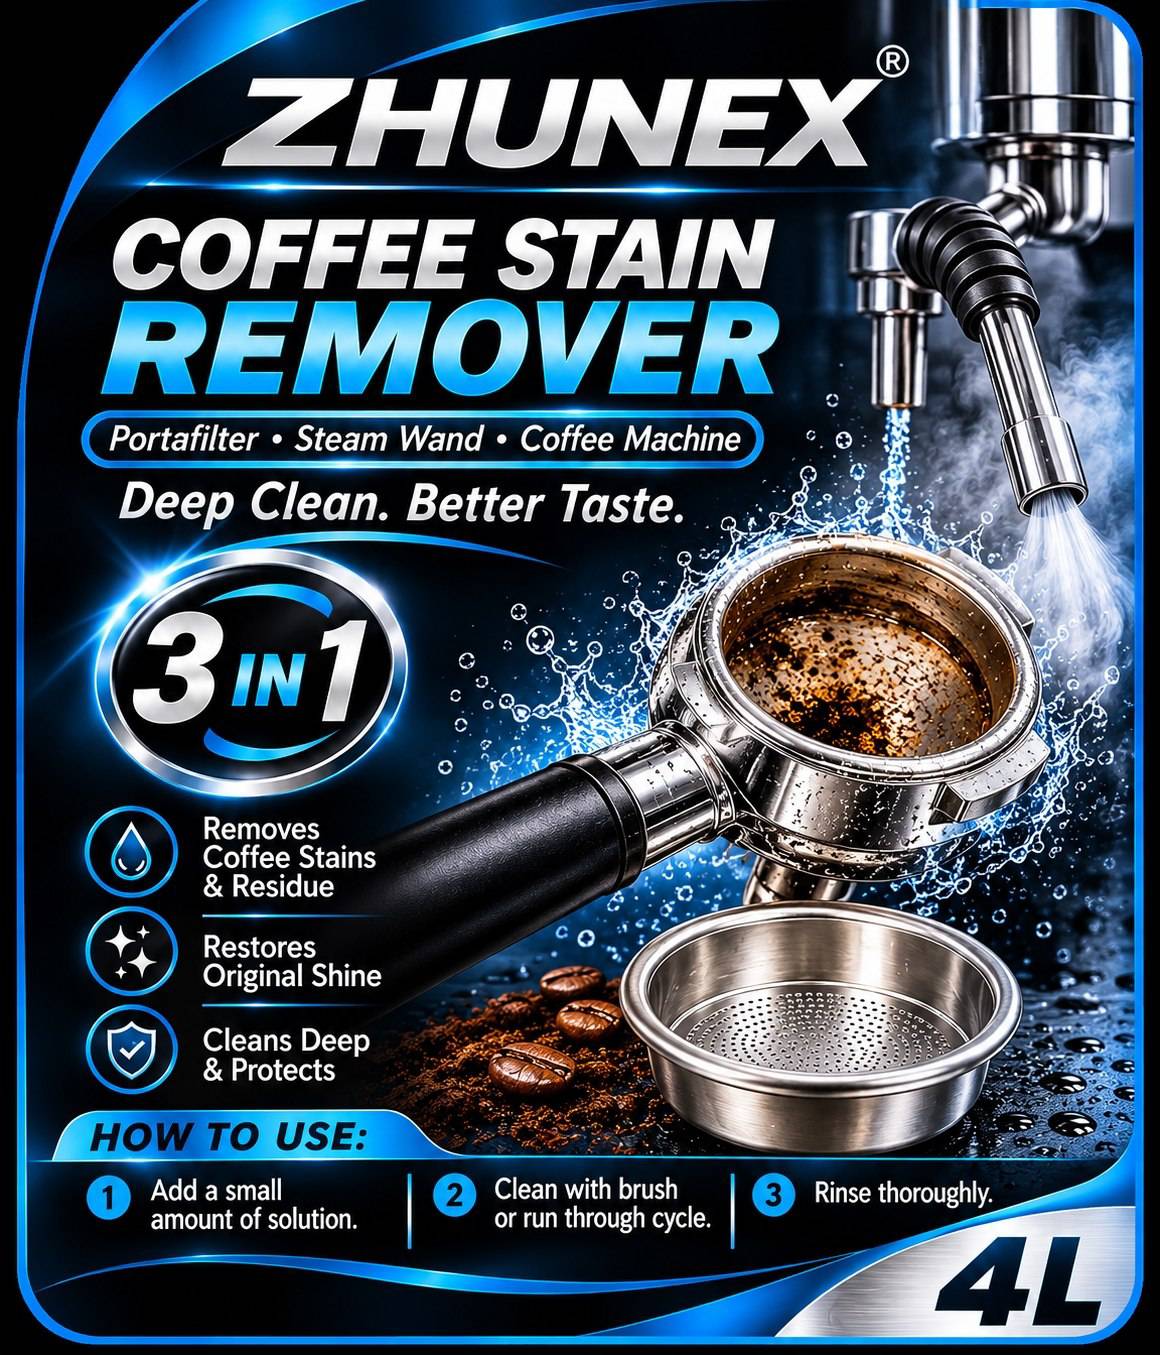 ZHUNEX®
COFFEE STAIN
REMOVER
Portafilter • Steam Wand • Coffee Machine
Deep Clean. Better Taste.
3 IN 1
Removes
Coffee Stains
& Residue
Restores
Original Shine
Cleans Deep
& Protects
HOW TO USE:
1 Add a small
amount of solution.
2 Clean with brush
or run through cycle.
3 Rinse thoroughly.
4L